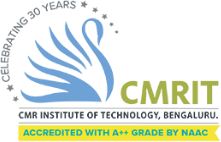 CELEBRATING 30 YEARS
CMRIT
CMR INSTITUTE OF TECHNOLOGY, BENGALURU.
ACCREDITED WITH A++ GRADE BY NAAC